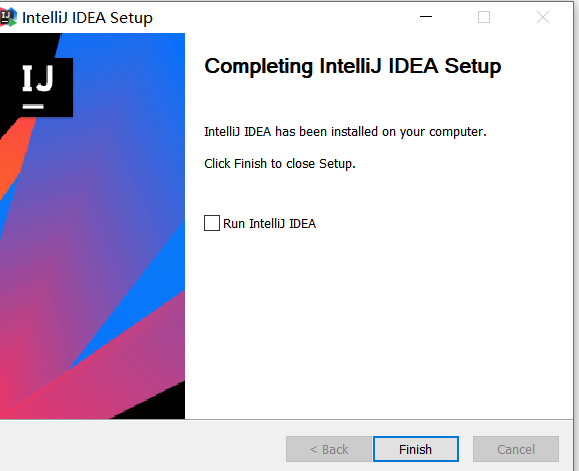 IntelliJ IDEA Setup
IJ
Completing IntelliJ IDEA Setup
IntelliJ IDEA has been installed on your computer.
Click Finish to close Setup.
Run IntelliJ IDEA
< Back
Finish
Cancel